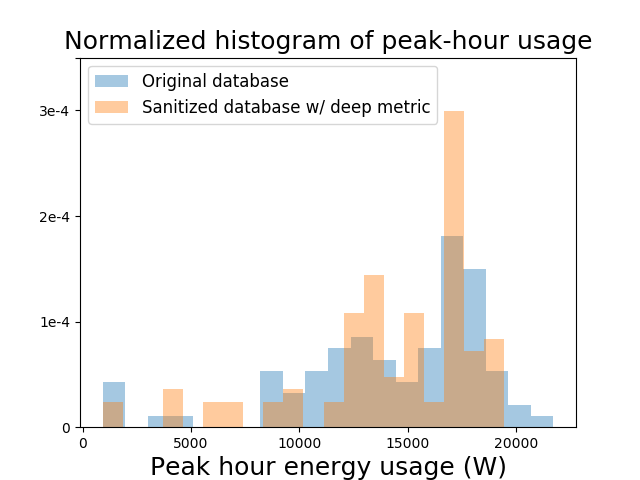 Normalized histogram of peak-hour usage
Original database
Sanitized database w/ deep metric
3e-4
2e-4
1e-4
0
0 5000 10000 15000 20000
Peak hour energy usage (W)